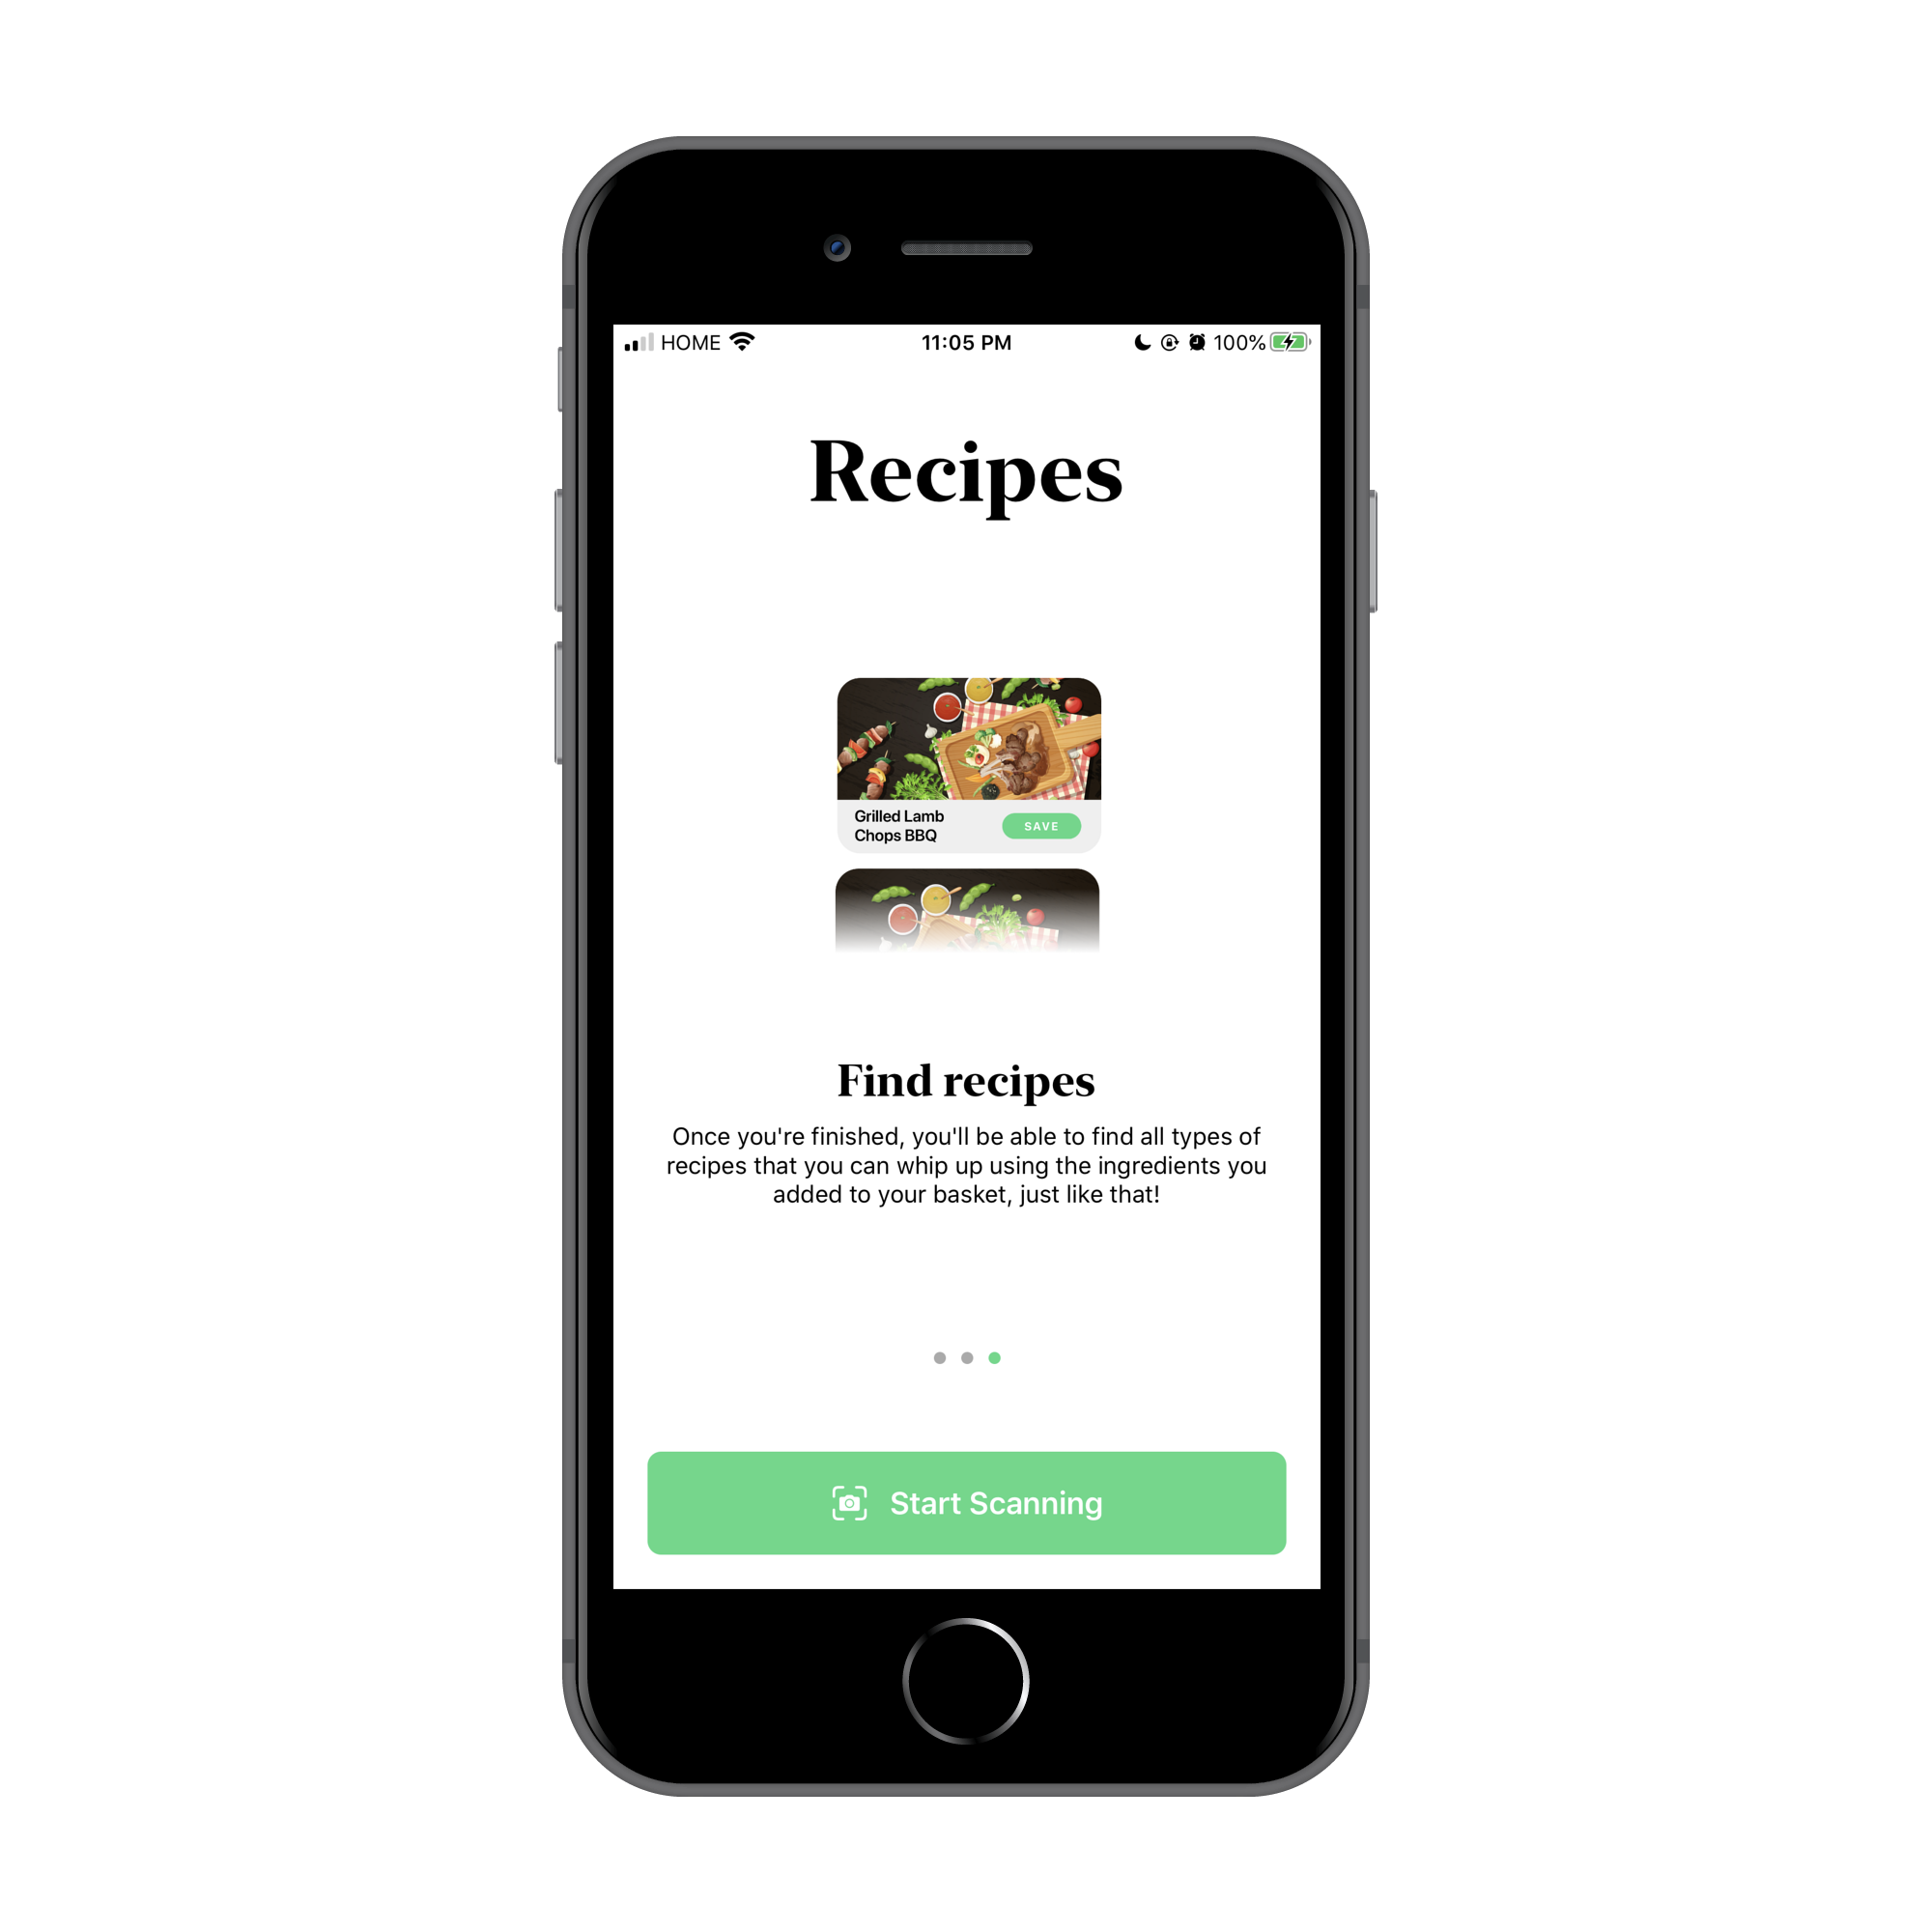 HOME 11:05 PM 100%
Recipes
Grilled Lamb
Chops BBQ
SAVE
Find recipes
Once you're finished, you'll be able to find all types of
recipes that you can whip up using the ingredients you
added to your basket, just like that!
Start Scanning